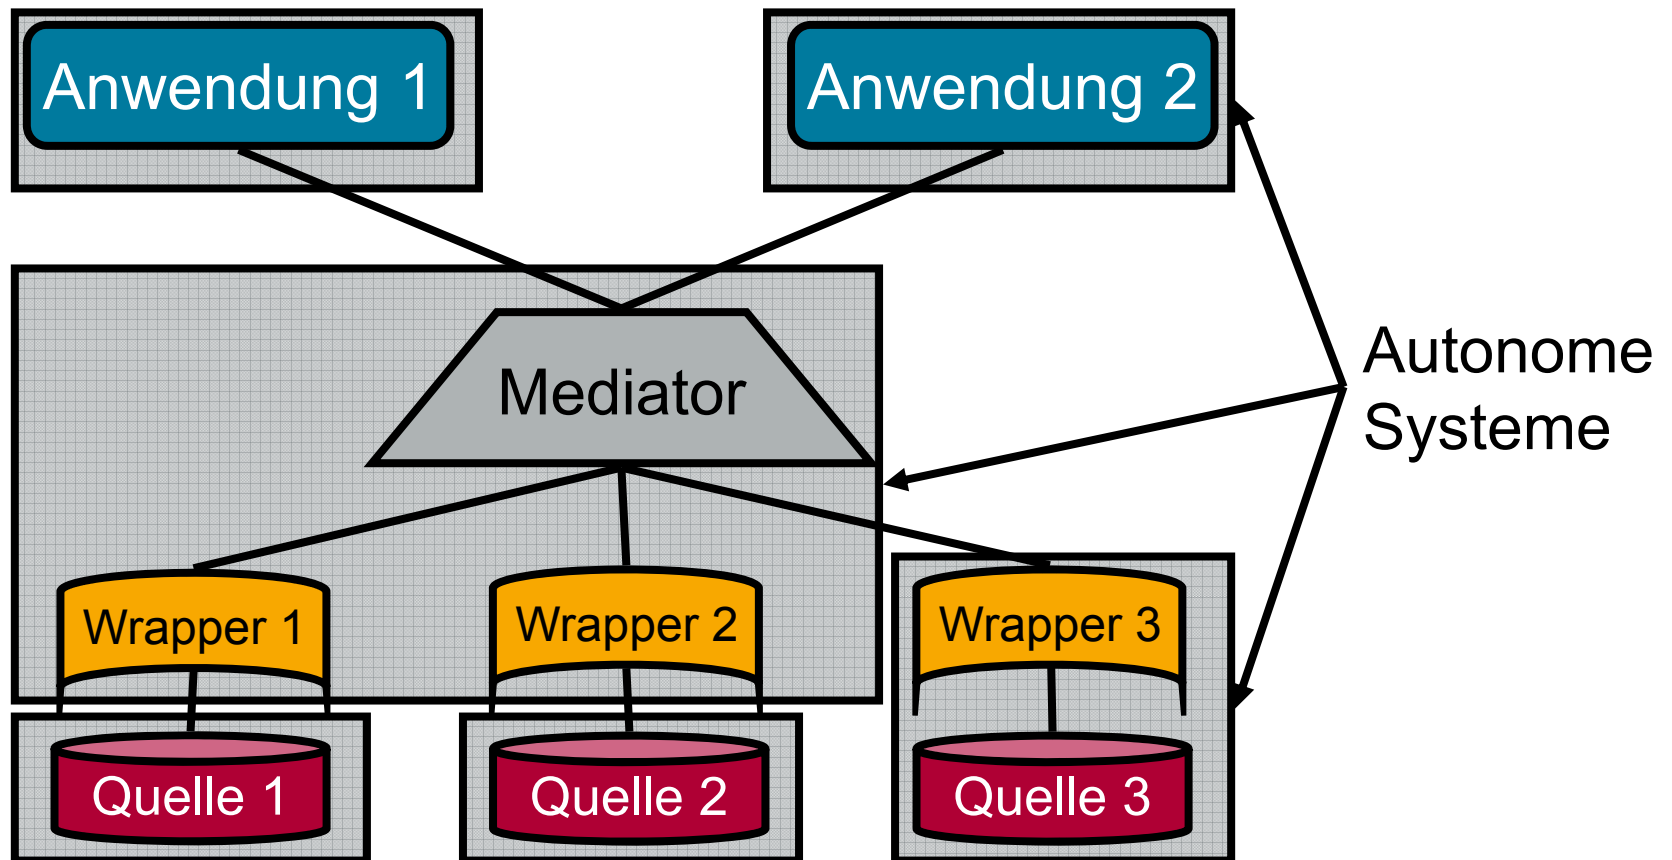 Anwendung 1
Anwendung 2
Mediator
Autonome
Systeme
Wrapper 1
Wrapper 2
Wrapper 3
Quelle 1
Quelle 2
Quelle 3